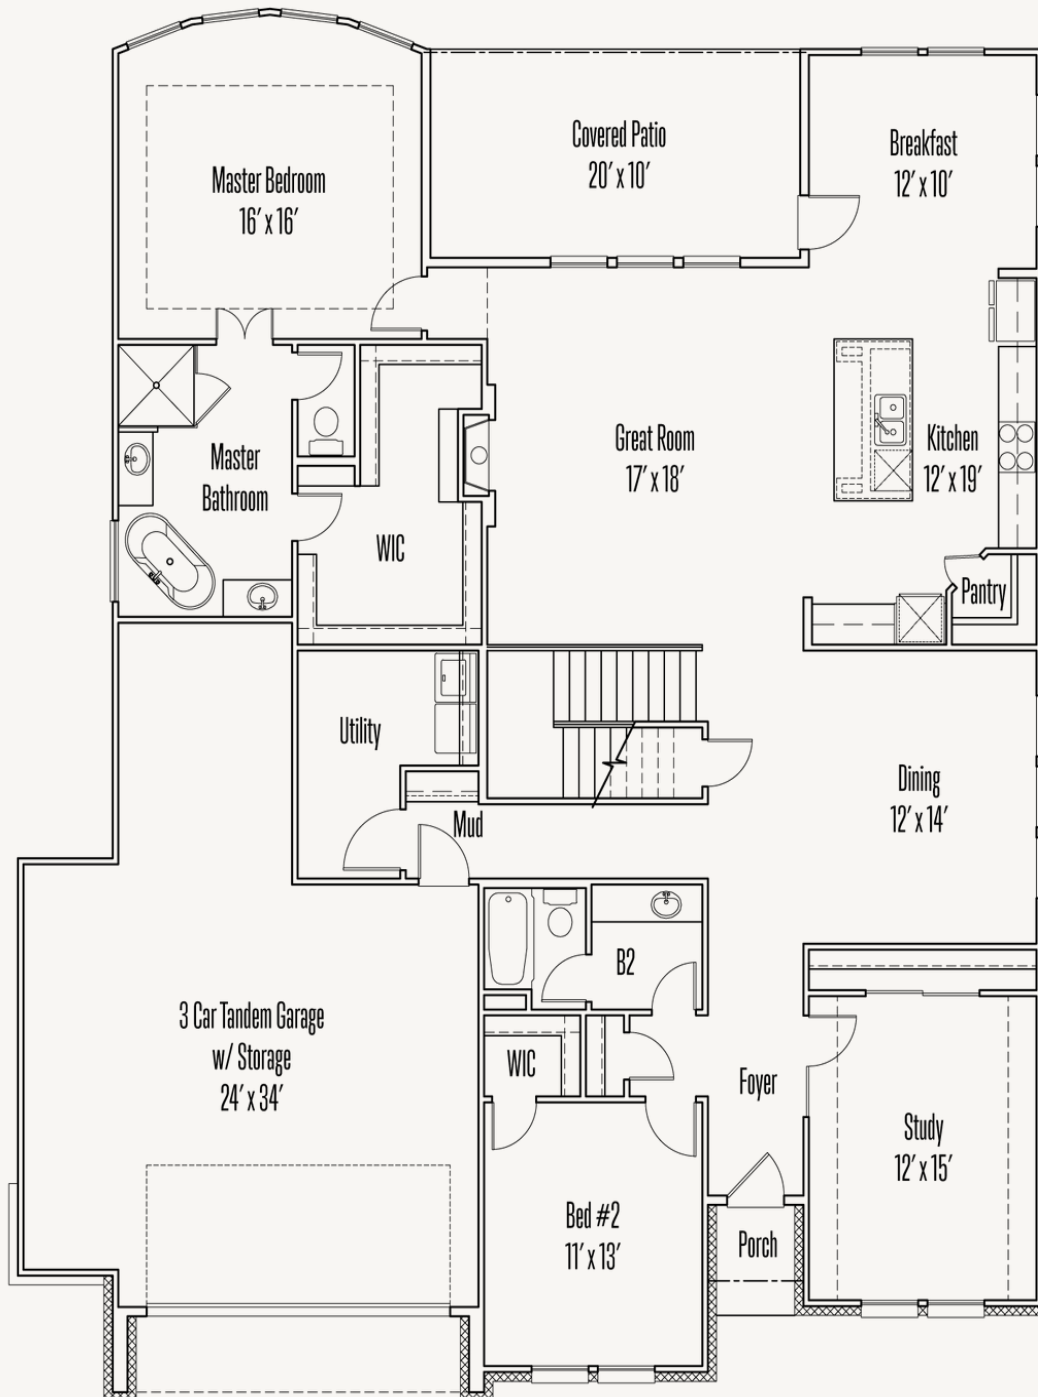 Covered Patio
20' x 10'
Breakfast
12' x 10'
Master Bedroom
16' x 16'
Great Room
17' x 18'
Kitchen
12' x 19'
Master
Bathroom
WIC
Pantry
Utility
Dining
12' x 14'
Mud
B2
3 Car Tandem Garage
w/ Storage
24' x 34'
WIC
Foyer
Study
12' x 15'
Bed #2
11' x 13'
Porch